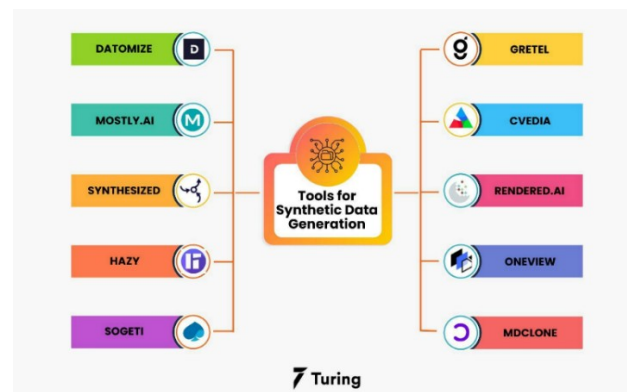 DATOMIZE
MOSTLY.AI
SYNTHESIZED
HAZY
SOGETI
Tools for
Synthetic Data
Generation
GRETEL
CVEDIA
RENDERED.AI
ONEVIEW
MDCLONE
Turing